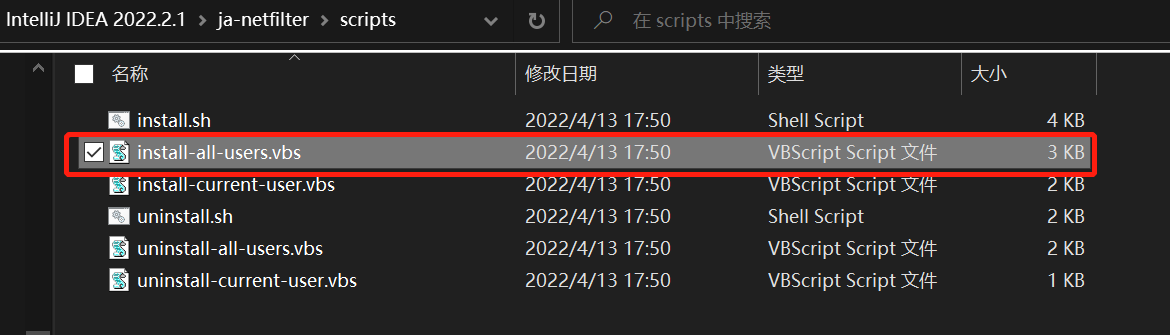 IntelliJ IDEA 2022.2.1 > ja-netfilter > scripts 在 scripts 中搜索
名称 修改日期 类型 大小
install.sh 2022/4/13 17:50 Shell Script 4 KB
install-all-users.vbs 2022/4/13 17:50 VBScript Script 文件 3 KB
install-current-user.vbs 2022/4/13 17:50 VBScript Script 文件 2 KB
uninstall.sh 2022/4/13 17:50 Shell Script 2 KB
uninstall-all-users.vbs 2022/4/13 17:50 VBScript Script 文件 2 KB
uninstall-current-user.vbs 2022/4/13 17:50 VBScript Script 文件 1 KB